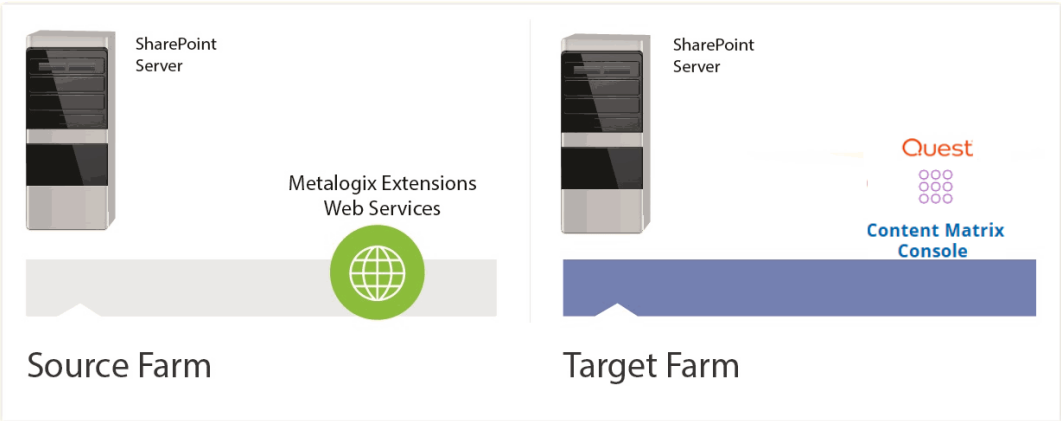 SharePoint
Server
Metalogix Extensions
Web Services
Source Farm
SharePoint
Server
Quest
Content Matrix
Console
Target Farm